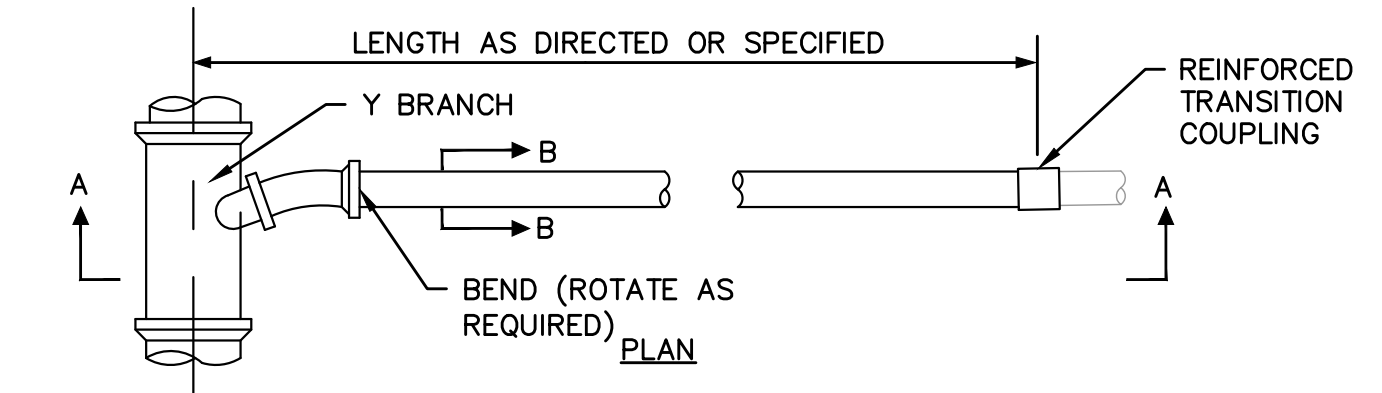 LENGTH AS DIRECTED OR SPECIFIED
REINFORCED
TRANSITION
COUPLING
Y BRANCH
B
A
A
B
BEND (ROTATE AS
REQUIRED)
PLAN